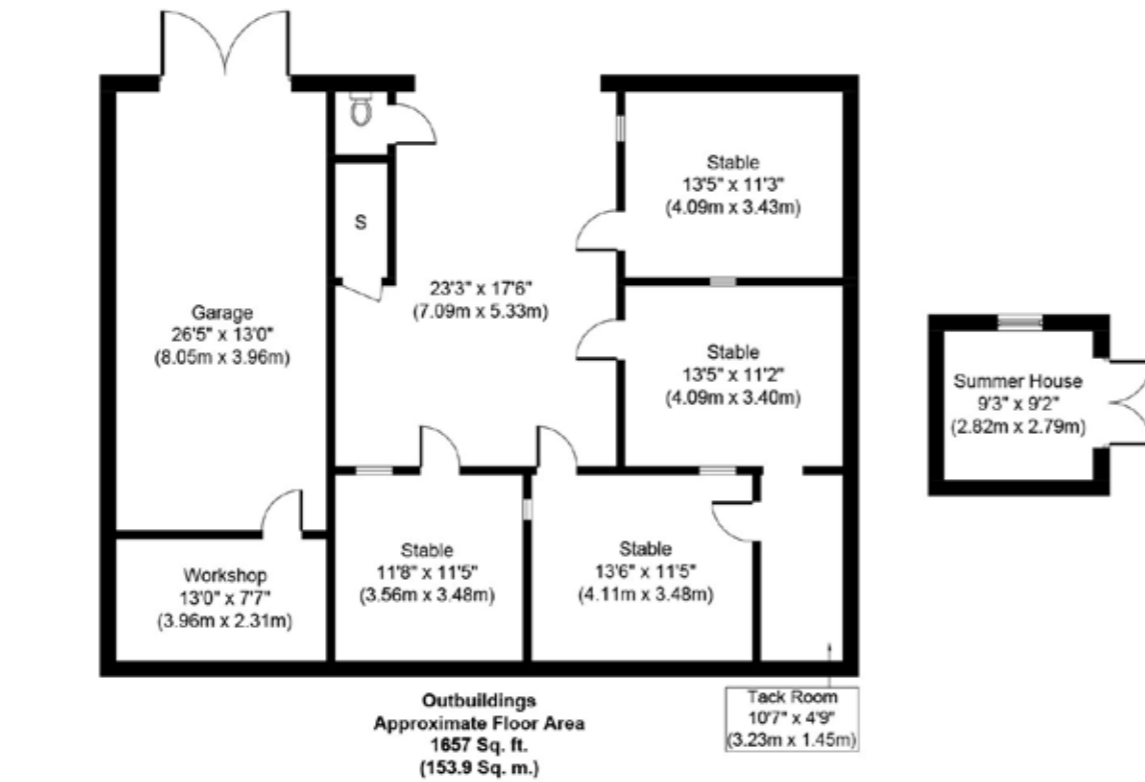 Stable
13'5" x 11'3"
(4.09m x 3.43m)
S
23'3" x 17'6"
(7.09m x 5.33m)
Garage
26'5" x 13'0"
(8.05m x 3.96m)
Stable
13'5" x 11'2"
(4.09m x 3.40m)
Summer House
9'3" x 9'2"
(2.82m x 2.79m)
Workshop
13'0" x 7'7"
(3.96m x 2.31m)
Stable
11'8" x 11'5"
(3.56m x 3.48m)
Stable
13'6" x 11'5"
(4.11m x 3.48m)
Tack Room
10'7" x 4'9"
(3.23m x 1.45m)
Outbuildings
Approximate Floor Area
1657 Sq. ft.
(153.9 Sq. m.)